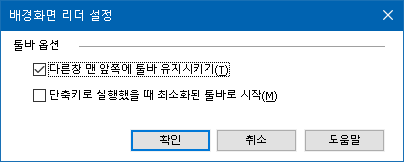 배경화면 리더 설정
툴바 옵션
다른창 맨 앞쪽에 툴바 유지시키기(T)
단축키로 실행했을 때 최소화된 툴바로 시작(M)
확인
취소
도움말